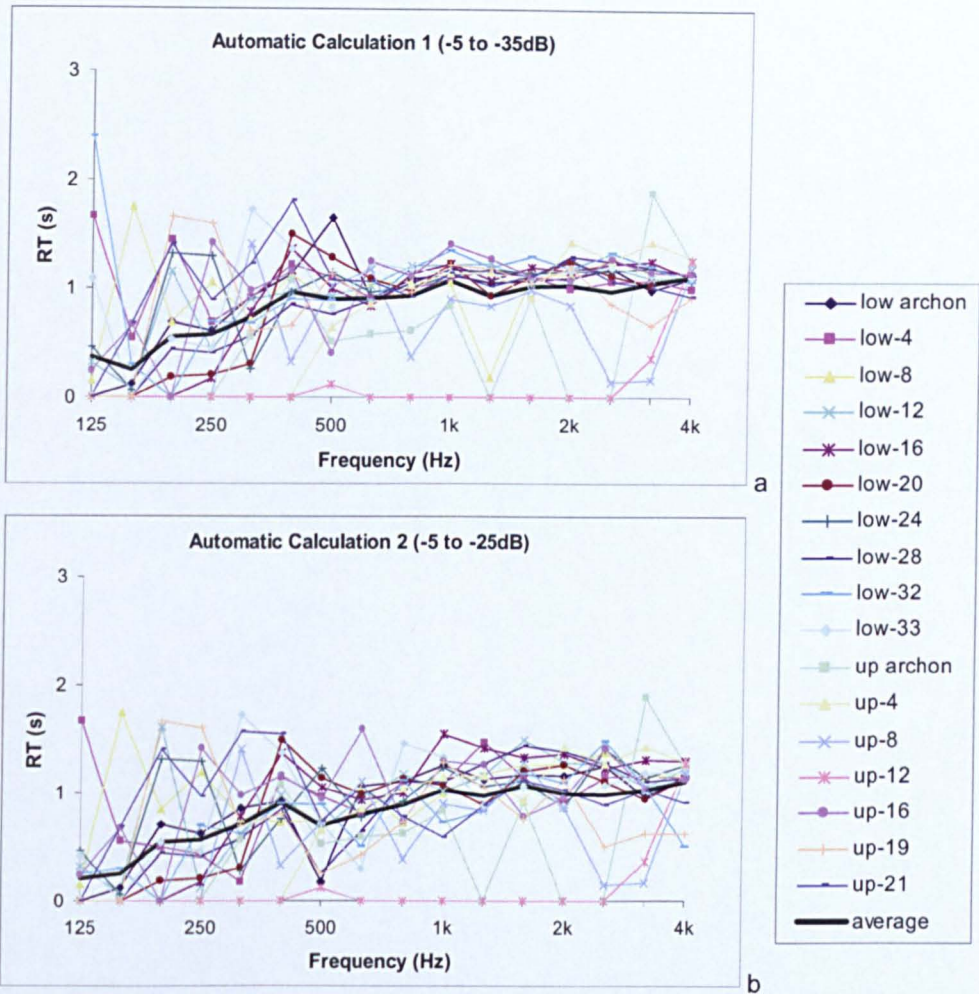 Automatic Calculation 1 (-5 to -35dB)
3
2
1
0
RT (s)
125
250
500
1k
2k
4k
Frequency (Hz)
a
Automatic Calculation 2 (-5 to -25dB)
3
2
1
0
RT (s)
125
250
500
1k
2k
4k
Frequency (Hz)
b
low archon
low-4
low-8
low-12
low-16
low-20
low-24
low-28
low-32
low-33
up archon
up-4
up-8
up-12
up-16
up-19
up-21
average